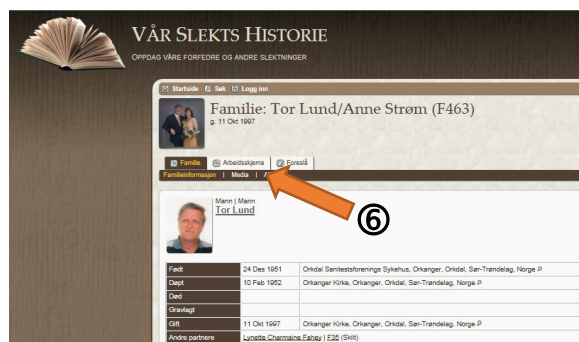 VÅR SLEKTS HISTORIE
OPPDAG VÅRE FORFEDRE OG ANDRE SLEKTNINGER
Startside Søk Logg inn
Familie: Tor Lund/Anne Strøm (F463)
g. 11 Okt 1997
Familie Arbeidsskjema Foreslå
Familieinformasjon | Media |
6
Mann | Mann
Tor Lund
Født 24 Des 1951 Orkdal Sanitestsforenings Sykehus, Orkanger, Orkdal, Sør-Trøndelag, Norge
Døpt 10 Feb 1952 Orkanger Kirke, Orkanger, Orkdal, Sør-Trøndelag, Norge
Død
Gravlagt
Gift 11 Okt 1997 Orkanger Kirke, Orkanger, Orkdal, Sør-Trøndelag, Norge
Andre partnere Lynette Charmaine Fahey | F35 (Skilt)